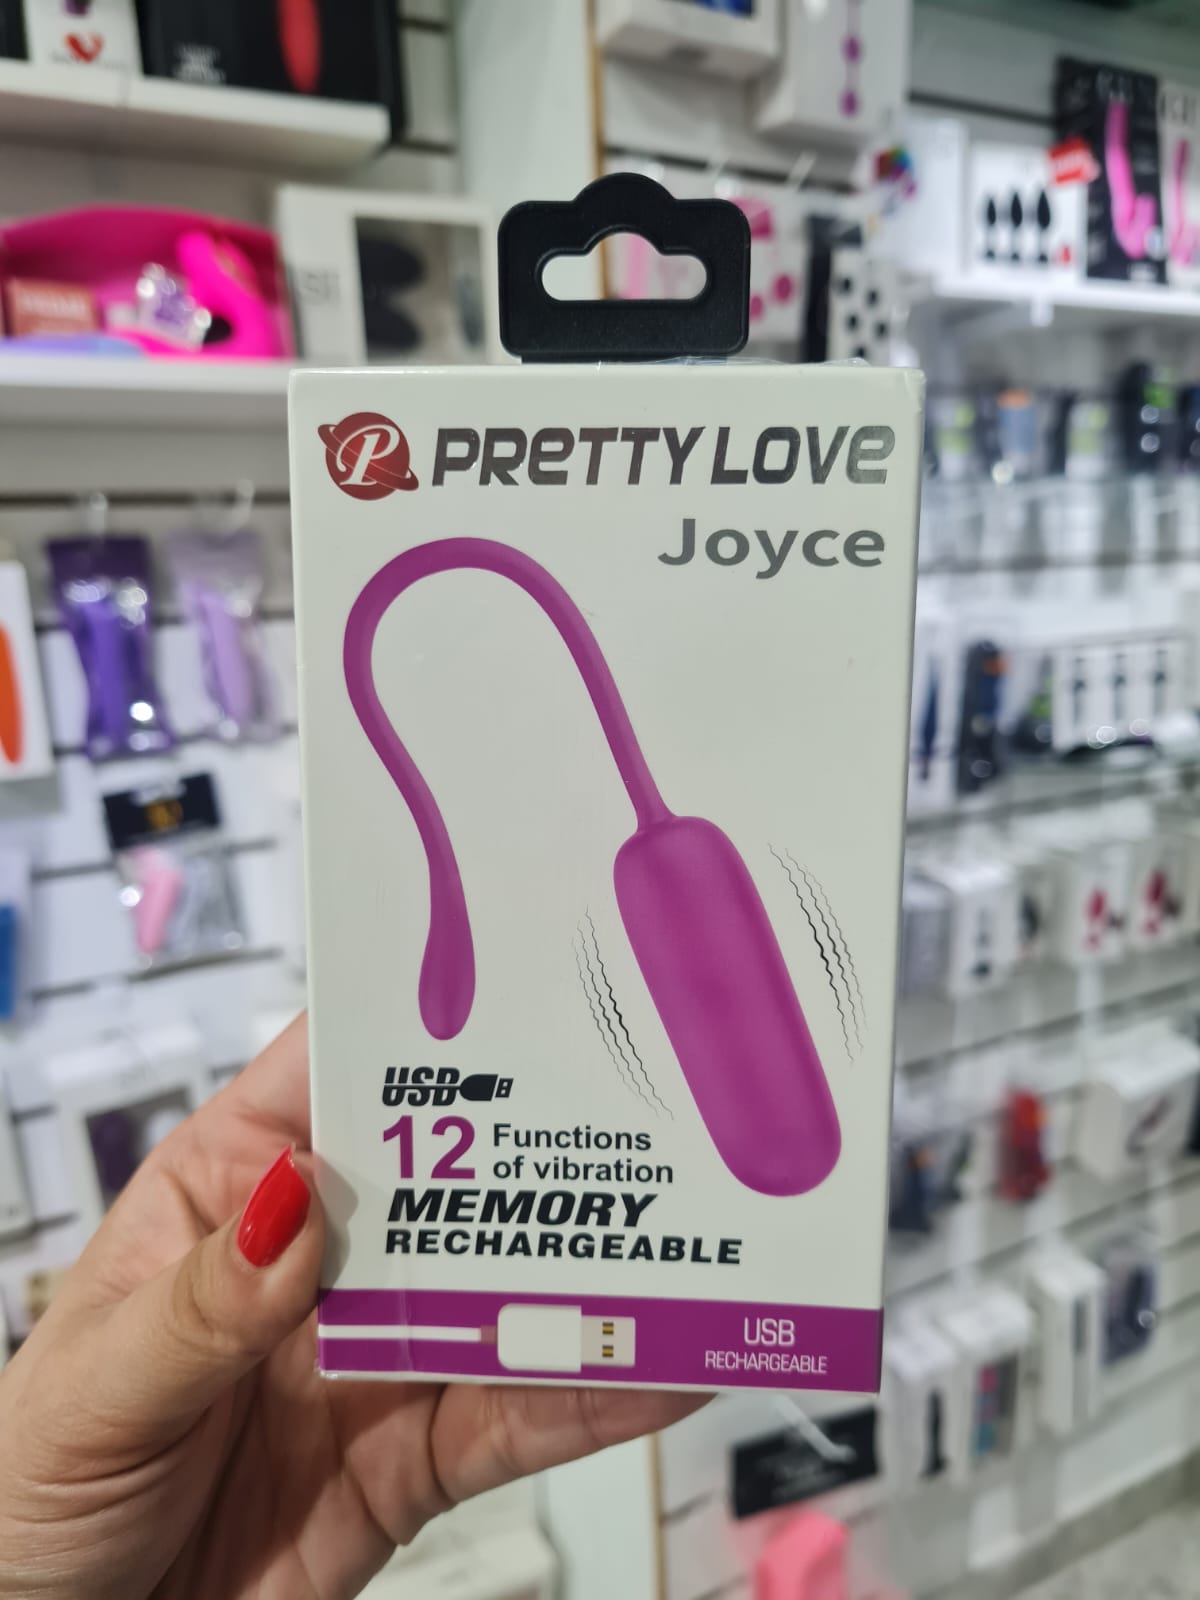 P PRETTY LOVE
Joyce
USB
12 Functions
of vibration
MEMORY
RECHARGEABLE
USB
RECHARGEABLE